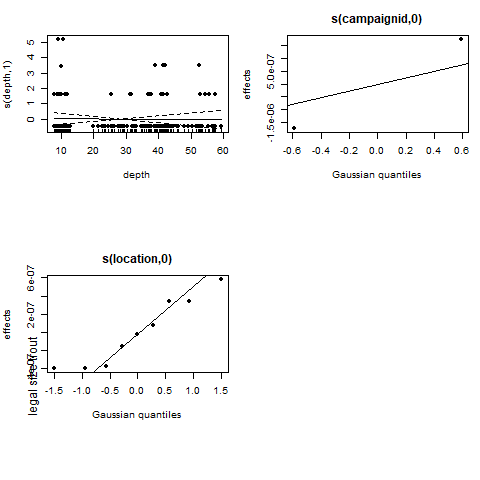 s(depth,1)
5
4
3
2
1
0
10 20 30 40 50 60
depth
s(campaignid,0)
effects
5.0e-07
-1.5e-06
-0.6 -0.4 -0.2 0.0 0.2 0.4 0.6
Gaussian quantiles
s(location,0)
effects
legal size trout
6e-07
2e-07
-1.5 -1.0 -0.5 0.0 0.5 1.0 1.5
Gaussian quantiles